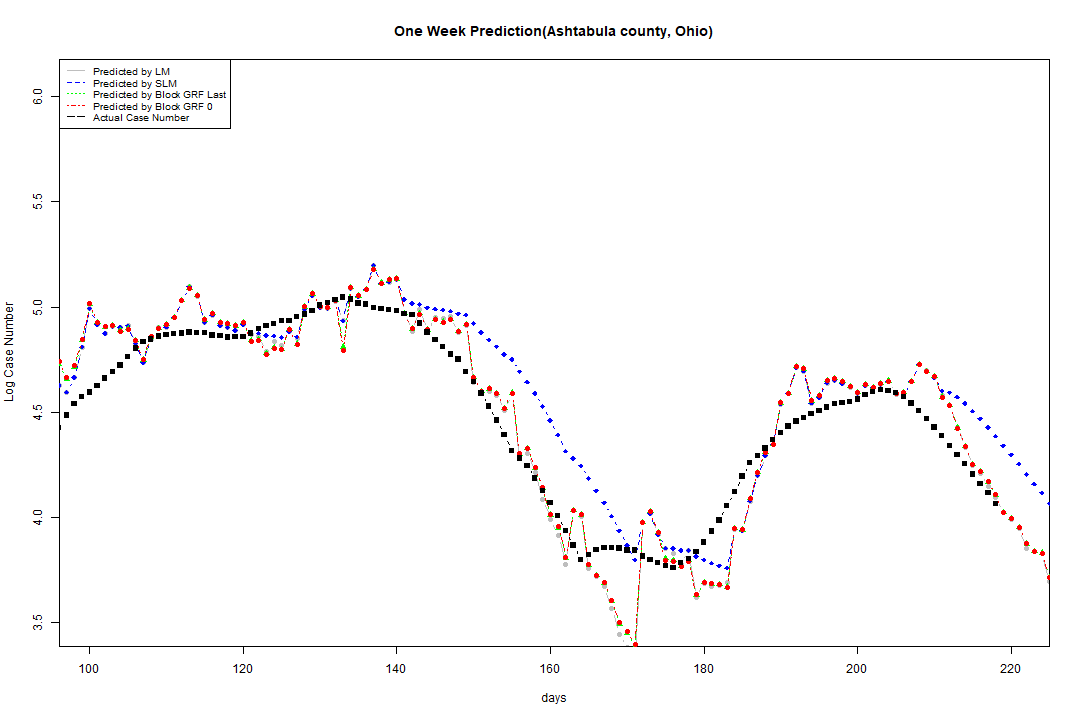 One Week Prediction(Ashtabula county, Ohio)
Predicted by LM
Predicted by SLM
Predicted by Block GRF Last
Predicted by Block GRF 0
Actual Case Number
6.0
5.5
5.0
4.5
4.0
3.5
Log Case Number
100 120 140 160 180 200 220
days